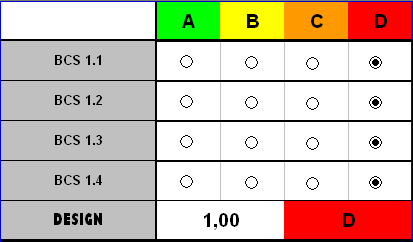 A B C D
BCS 1.1
BCS 1.2
BCS 1.3
BCS 1.4
DESIGN 1,00 D